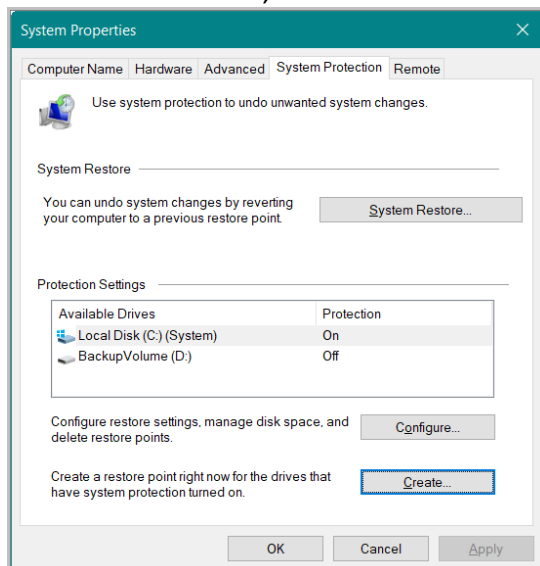 System Properties
Computer Name Hardware Advanced System Protection Remote
Use system protection to undo unwanted system changes.
System Restore
You can undo system changes by reverting
your computer to a previous restore point.
System Restore...
Protection Settings
Available Drives Protection
Local Disk (C:) (System) On
BackupVolume (D:) Off
Configure restore settings, manage disk space, and
delete restore points.
Configure...
Create a restore point right now for the drives that
have system protection turned on.
Create...
OK Cancel Apply